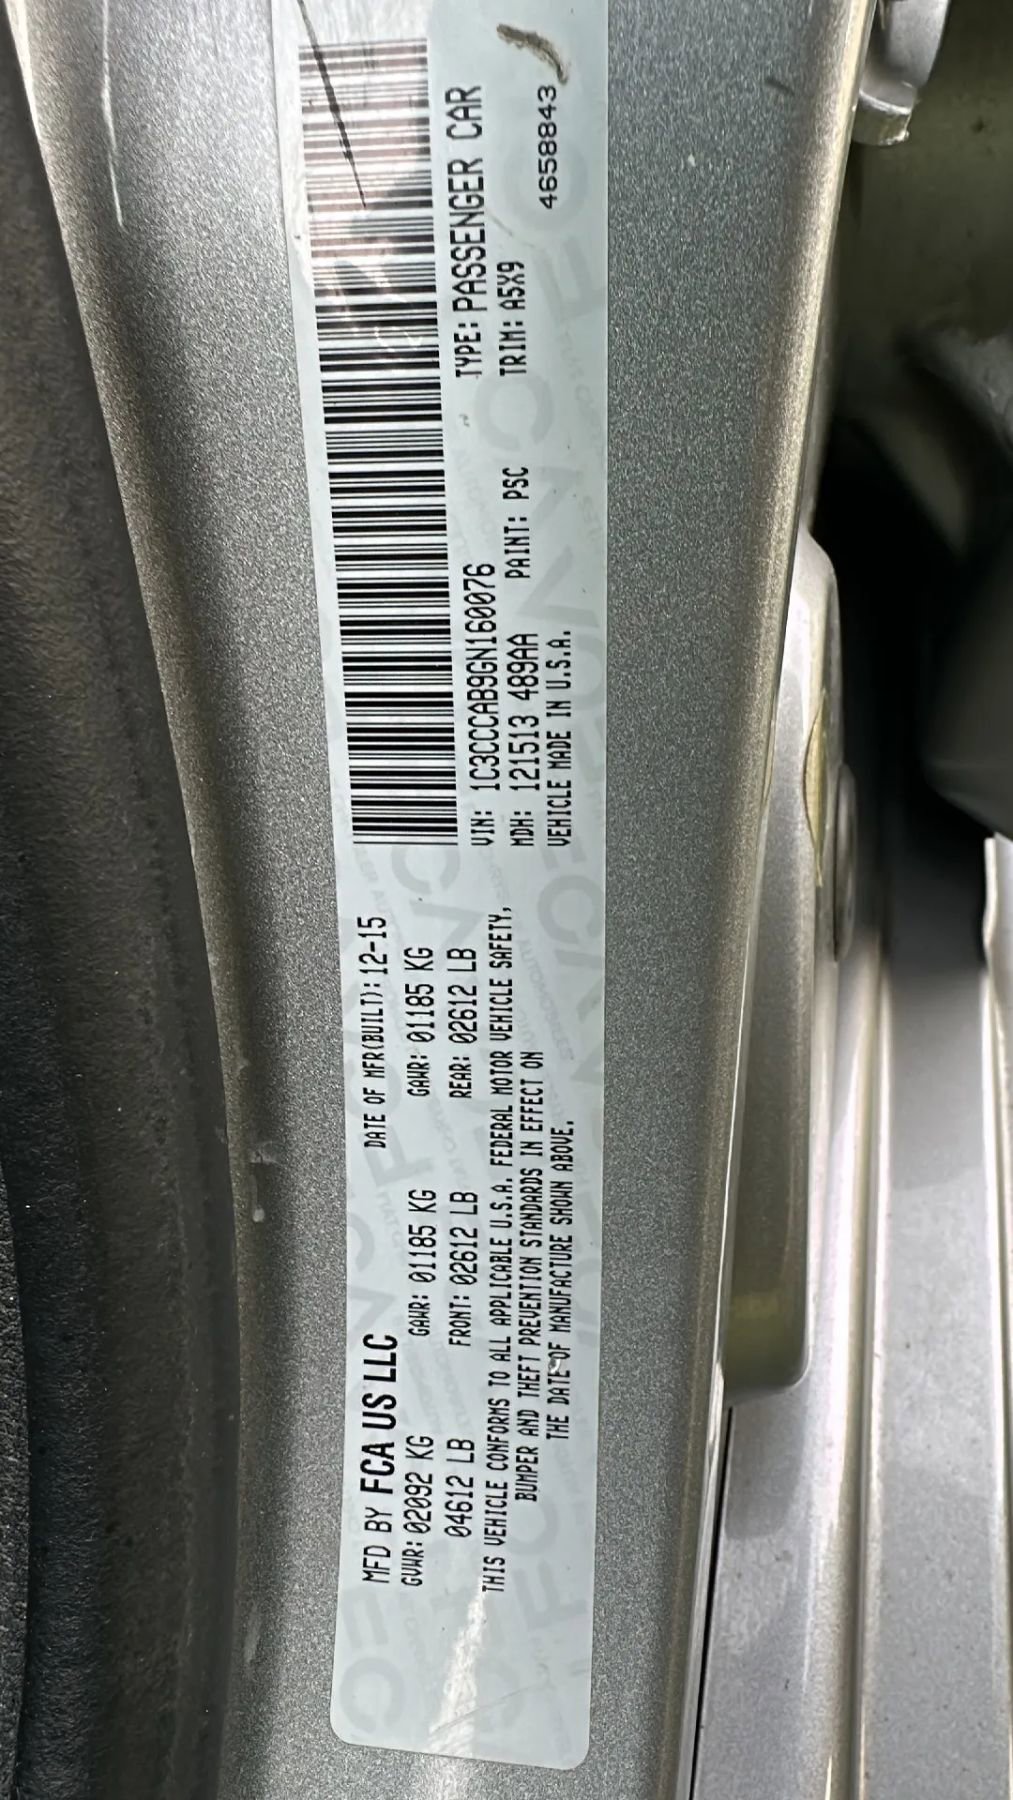 MFD BY FCA US LLC DATE OF MFR(BUILT): 12-15
GVWR: 02092 KG GAWR: 01185 KG GAWR: 01185 KG
04612 LB FRONT: 02612 LB REAR: 02612 LB
THIS VEHICLE CONFORMS TO ALL APPLICABLE U.S.A. FEDERAL MOTOR VEHICLE SAFETY,
BUMPER AND THEFT PREVENTION STANDARDS IN EFFECT ON
THE DATE OF MANUFACTURE SHOWN ABOVE.
VIN: 1C3CCCAB9GN160076 TYPE: PASSENGER CAR
MDH: 121513 489AA PAINT: PSC TRIM: A5X9
VEHICLE MADE IN U.S.A.
4658843